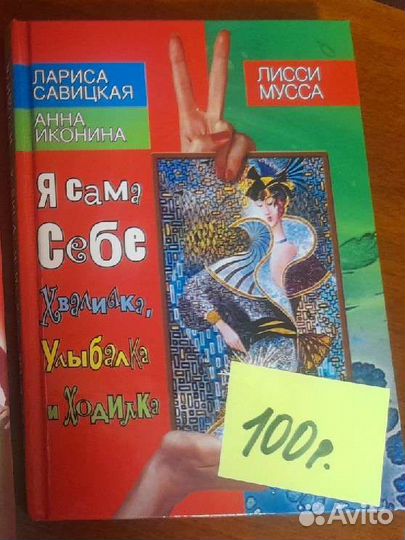 ЛАРИСА
САВИЦКАЯ
АННА
ИКОНИНА
ЛИССИ
МУССА
Я сама
Себе
Хвалилка,
Улыбалка
и Ходилка
100р.
Avito